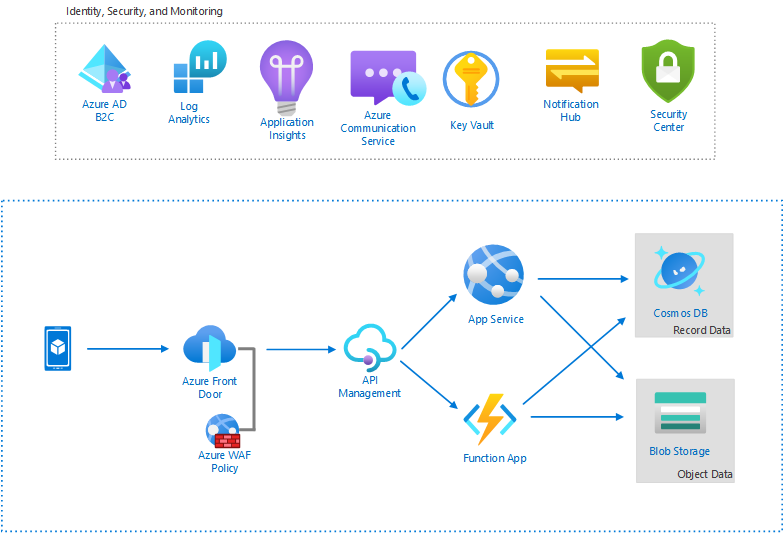 Identity, Security, and Monitoring
Azure AD
B2C
Log
Analytics
Application
Insights
Azure
Communication
Service
Key Vault
Notification
Hub
Security
Center
Azure Front
Door
Azure WAF
Policy
API
Management
App Service
Function App
Cosmos DB
Record Data
Blob Storage
Object Data